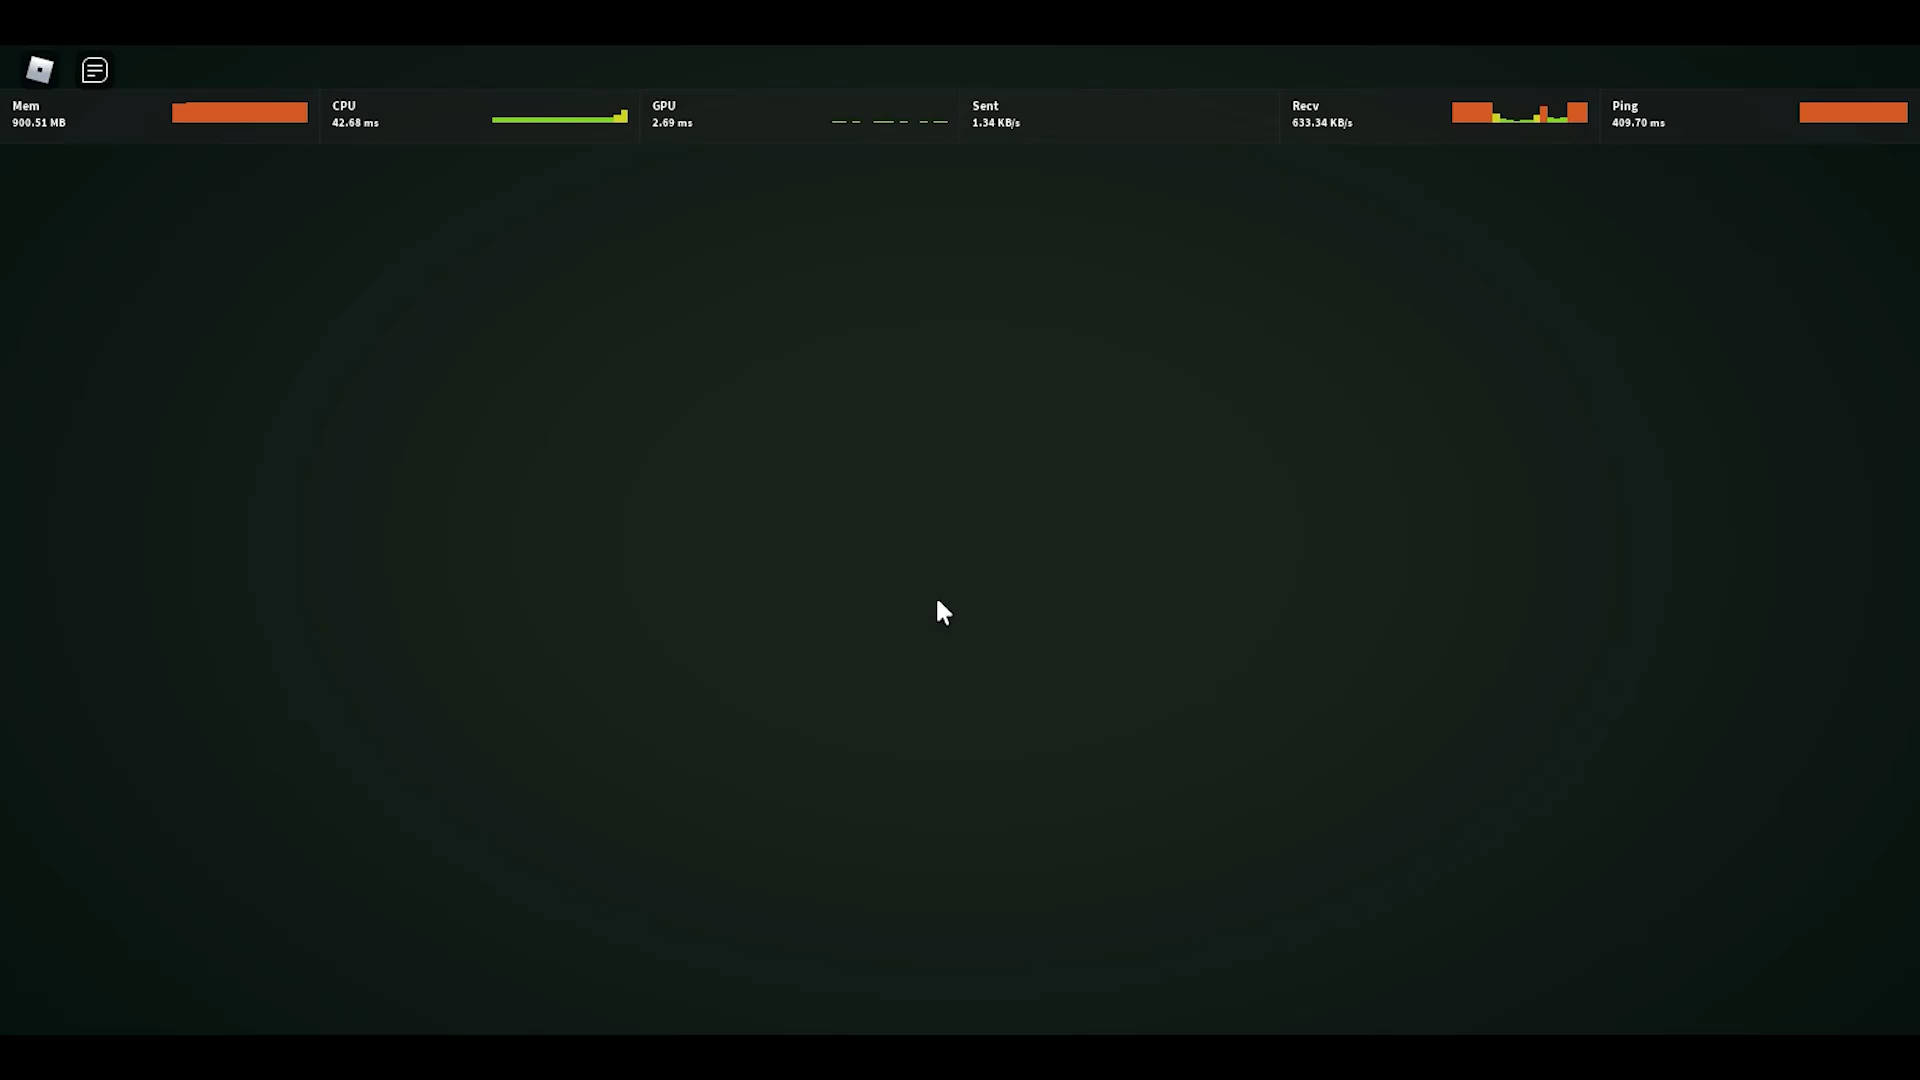 Mem
900.51 MB
CPU
42.68 ms
GPU
2.69 ms
Sent
1.34 KB/s
Recv
633.34 KB/s
Ping
409.70 ms